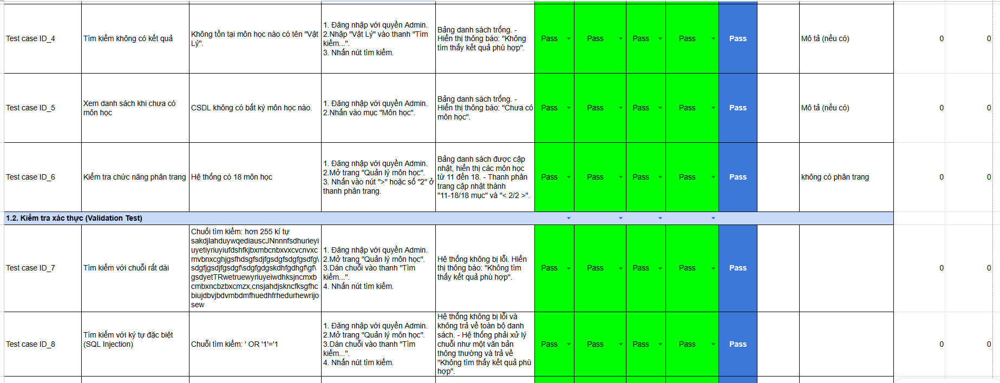 Test case ID_4
Tìm kiếm không có kết quả
Không tồn tại môn học nào có tên "Vật
Lý".
1. Đăng nhập với quyền Admin.
2.Nhập "Vật Lý" vào thanh "Tìm
kiếm...".
3. Nhấn nút tìm kiếm.
Bảng danh sách trống. -
Hiển thị thông báo: "Không
tìm thấy kết quả phù hợp".
Pass
Pass
Pass
Pass
Pass
Mô tả (nếu có)
0
0
Test case ID_5
Xem danh sách khi chưa có
môn học
CSDL không có bất kỳ môn học nào.
1. Đăng nhập với quyền Admin.
2.Nhấn vào mục "Môn học".
Bảng danh sách trống. -
Hiển thị thông báo: "Chưa có
môn học".
Pass
Pass
Pass
Pass
Pass
Mô tả (nếu có)
0
0
Test case ID_6
Kiểm tra chức năng phân trang
Hệ thống có 18 môn học
1. Đăng nhập với quyền Admin.
2.Mở trang "Quản lý môn học".
3. Nhấn vào nút ">" hoặc số "2" ở
thanh phân trang.
Bảng danh sách được cập
nhật, hiển thị các môn học
từ 11 đến 18. - Thanh phân
trang cập nhật thành
"11-18/18 mục" và "< 2/2 >".
Pass
Pass
Pass
Pass
Pass
không có phân trang
0
0
1.2. Kiểm tra xác thực (Validation Test)
Test case ID_7
Tìm kiếm với chuỗi rất dài
Chuỗi tìm kiếm: hơn 255 kí tự
sakdjlahduywqediauscJNnnnfsdhurieyi
uyetiyriuyiufdshfkjbxmbcnbxvxcvcnvxc
mvbnxcghjgsfhdsgfsdjfgsdgfsdgfgsdfg\
sdgfjgsdjfgsdgf\sdgfgdgskdhfgdhgf\gf\
gsdyetTRwetruewyriuyeiwdhksjncmxb
cmbxncbzbxcmzx,cnsjahdjskncfksgfhc
biujdbvjbdvmbdmfhuedhfrhedurhewrijo
sew
1. Đăng nhập với quyền Admin.
2.Mở trang "Quản lý môn học".
3.Dán chuỗi vào thanh "Tìm
kiếm...".
4. Nhấn nút tìm kiếm.
Hệ thống không bị lỗi. Hiển
thị thông báo: "Không tìm
thấy kết quả phù hợp".
Pass
Pass
Pass
Pass
Pass
0
0
Test case ID_8
Tìm kiếm với ký tự đặc biệt
(SQL Injection)
Chuỗi tìm kiếm: ' OR '1'='1
1. Đăng nhập với quyền Admin.
2.Mở trang "Quản lý môn học".
3.Dán chuỗi vào thanh "Tìm
kiếm...".
4. Nhấn nút tìm kiếm.
Hệ thống không bị lỗi và
không trả về toàn bộ danh
sách. - Hệ thống phải xử lý
chuỗi như một văn bản
thông thường và trả về
"Không tìm thấy kết quả phù
hợp".
Pass
Pass
Pass
Pass
Pass
0
0